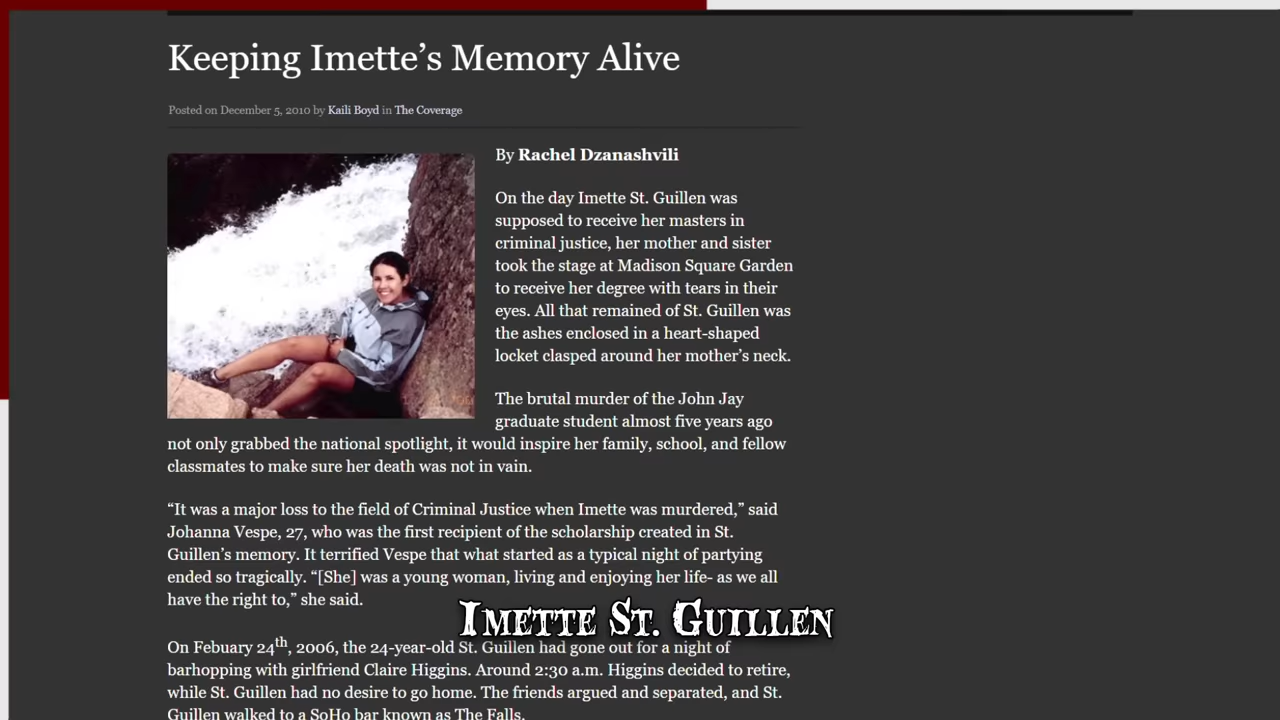 Keeping Imette’s Memory Alive
Posted on December 5, 2010 by Kaili Boyd in The Coverage
By Rachel Dzanashvili
On the day Imette St. Guillen was
supposed to receive her masters in
criminal justice, her mother and sister
took the stage at Madison Square Garden
to receive her degree with tears in their
eyes. All that remained of St. Guillen was
the ashes enclosed in a heart-shaped
locket clasped around her mother’s neck.
The brutal murder of the John Jay
graduate student almost five years ago
not only grabbed the national spotlight, it would inspire her family, school, and fellow
classmates to make sure her death was not in vain.
“It was a major loss to the field of Criminal Justice when Imette was murdered,” said
Johanna Vespe, 27, who was the first recipient of the scholarship created in St.
Guillen’s memory. It terrified Vespe that what started as a typical night of partying
ended so tragically. “[She] was a young woman, living and enjoying her life- as we all
have the right to,” she said.
Imette St. Guillen
On Febuary 24th, 2006, the 24-year-old St. Guillen had gone out for a night of
barhopping with girlfriend Claire Higgins. Around 2:30 a.m. Higgins decided to retire,
while St. Guillen had no desire to go home. The friends argued and separated, and St.
Guillen walked to a SoHo bar known as The Falls.